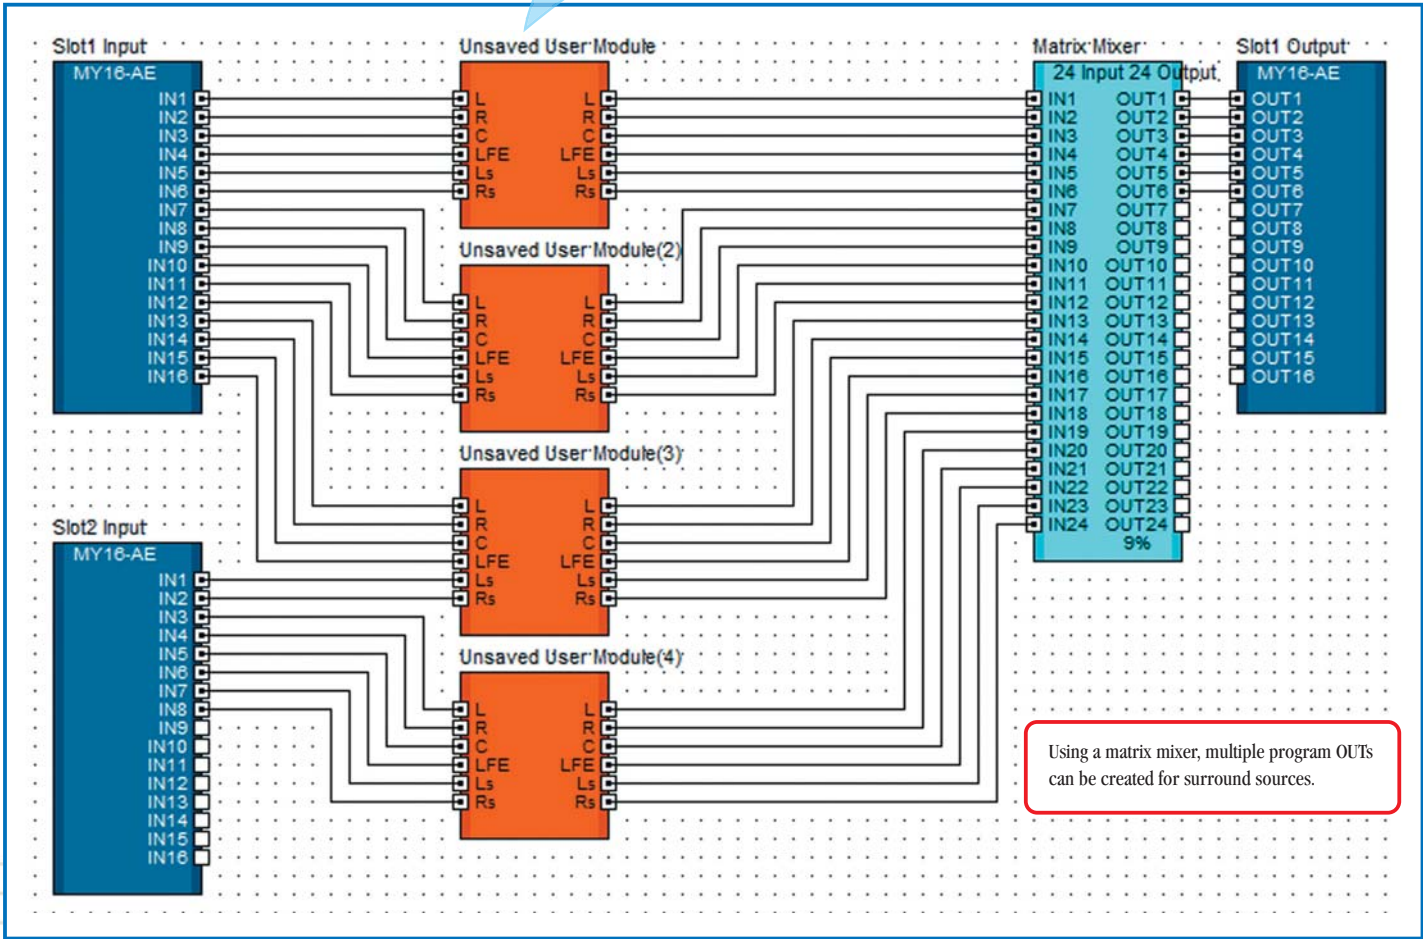 Slot1 Input
MY16-AE
IN1
IN2
IN3
IN4
IN5
IN6
IN7
IN8
IN9
IN10
IN11
IN12
IN13
IN14
IN15
IN16
Slot2 Input
MY16-AE
IN1
IN2
IN3
IN4
IN5
IN6
IN7
IN8
IN9
IN10
IN11
IN12
IN13
IN14
IN15
IN16
Unsaved User Module
L L
R R
C C
LFE LFE
Ls Ls
Rs Rs
Unsaved User Module(2)
L L
R R
C C
LFE LFE
Ls Ls
Rs Rs
Unsaved User Module(3)
L L
R R
C C
LFE LFE
Ls Ls
Rs Rs
Unsaved User Module(4)
L L
R R
C C
LFE LFE
Ls Ls
Rs Rs
Matrix Mixer
24 Input 24 Output
IN1 OUT1
IN2 OUT2
IN3 OUT3
IN4 OUT4
IN5 OUT5
IN6 OUT6
IN7 OUT7
IN8 OUT8
IN9 OUT9
IN10 OUT10
IN11 OUT11
IN12 OUT12
IN13 OUT13
IN14 OUT14
IN15 OUT15
IN16 OUT16
IN17 OUT17
IN18 OUT18
IN19 OUT19
IN20 OUT20
IN21 OUT21
IN22 OUT22
IN23 OUT23
IN24 OUT24
9%
Slot1 Output
MY16-AE
OUT1
OUT2
OUT3
OUT4
OUT5
OUT6
OUT7
OUT8
OUT9
OUT10
OUT11
OUT12
OUT13
OUT14
OUT15
OUT16
Using a matrix mixer, multiple program OUTs
can be created for surround sources.